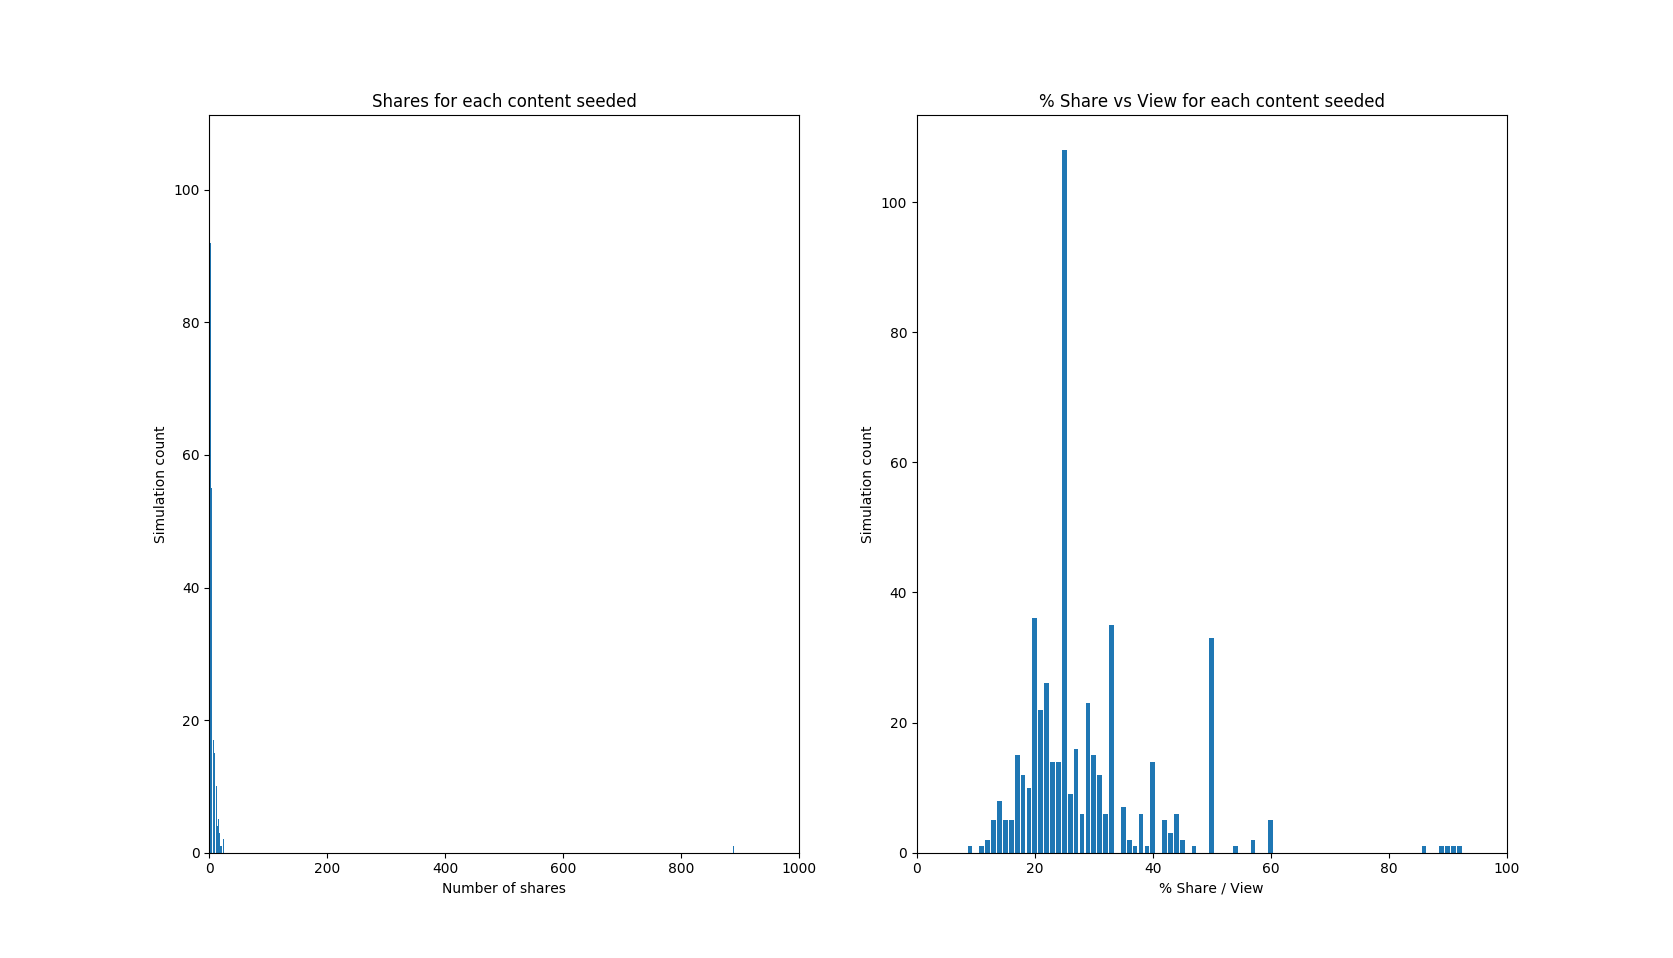 Shares for each content seeded
100
80
60
40
20
0
Simulation count
0 200 400 600 800 1000
Number of shares
% Share vs View for each content seeded
100
80
60
40
20
0
Simulation count
0 20 40 60 80 100
% Share / View